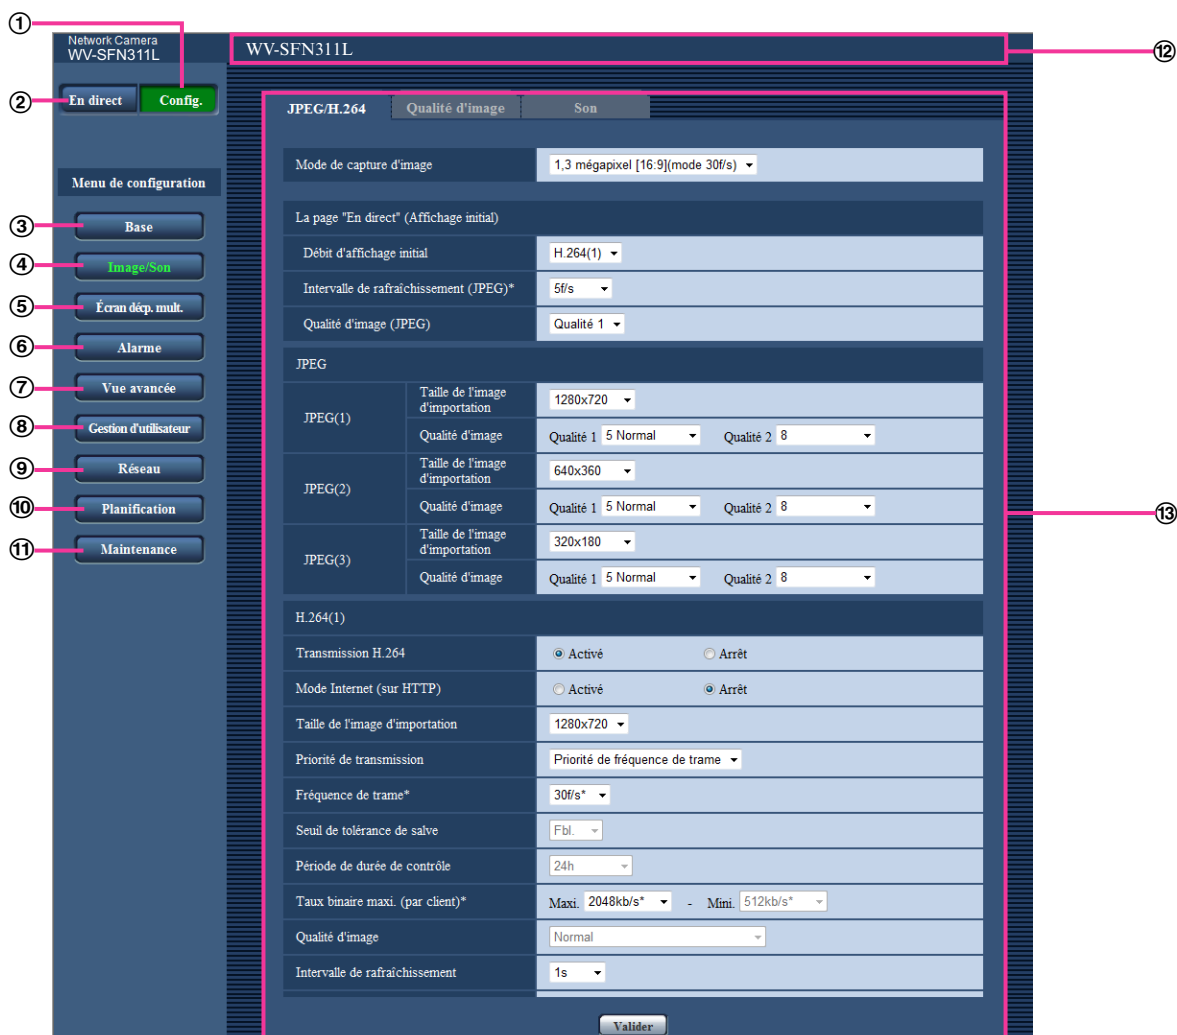 ①
Network Camera
WV-SFN311L
WV-SFN311L
⑫
② En direct Config.
JPEG/H.264 Qualité d'image Son
Mode de capture d'image 1,3 mégapixel [16:9](mode 30f/s)
Menu de configuration
③ Base
④ Image/Son
⑤ Écran décp. mult.
⑥ Alarme
⑦ Vue avancée
⑧ Gestion d'utilisateur
⑨ Réseau
⑩ Planification
⑪ Maintenance
La page "En direct" (Affichage initial)
Débit d'affichage initial H.264(1)
Intervalle de rafraîchissement (JPEG)* 5f/s
Qualité d'image (JPEG) Qualité 1
JPEG
JPEG(1)
Taille de l'image d'importation 1280x720
Qualité d'image Qualité 1 5 Normal Qualité 2 8
JPEG(2)
Taille de l'image d'importation 640x360
Qualité d'image Qualité 1 5 Normal Qualité 2 8
⑬
JPEG(3)
Taille de l'image d'importation 320x180
Qualité d'image Qualité 1 5 Normal Qualité 2 8
H.264(1)
Transmission H.264 Activé Arrêt
Mode Internet (sur HTTP) Activé Arrêt
Taille de l'image d'importation 1280x720
Priorité de transmission Priorité de fréquence de trame
Fréquence de trame* 30f/s*
Seuil de tolérance de salve Fbl.
Période de durée de contrôle 24h
Taux binaire maxi. (par client)* Maxi. 2048kb/s* - Mini. 512kb/s*
Qualité d'image Normal
Intervalle de rafraîchissement 1s
Valider